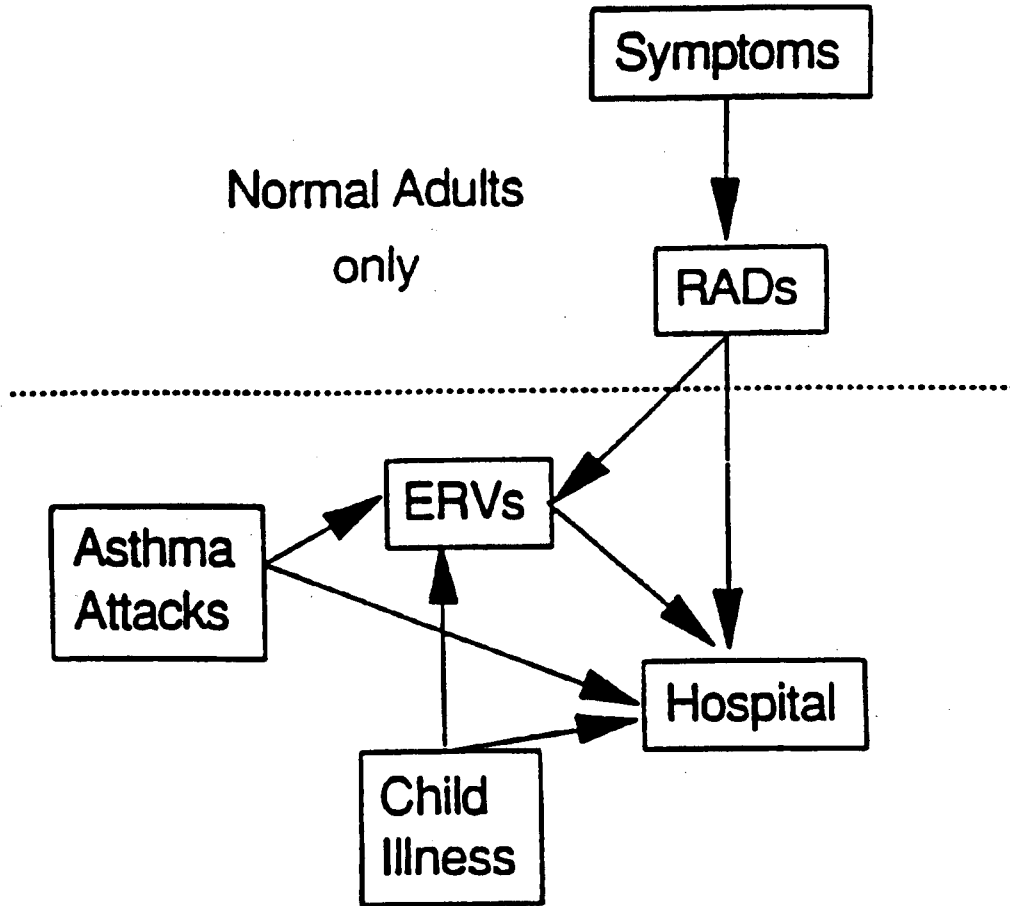 Symptoms
Normal Adults
only
RADs
ERVs
Asthma
Attacks
Hospital
Child
Illness